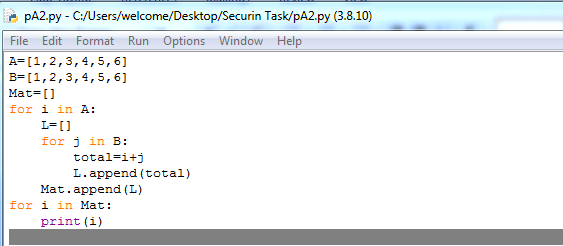 pA2.py - C:/Users/welcome/Desktop/Securin Task/pA2.py (3.8.10)
File Edit Format Run Options Window Help
A=[1,2,3,4,5,6]
B=[1,2,3,4,5,6]
Mat=[]
for i in A:
    L=[]
    for j in B:
        total=i+j
        L.append(total)
    Mat.append(L)
for i in Mat:
    print(i)